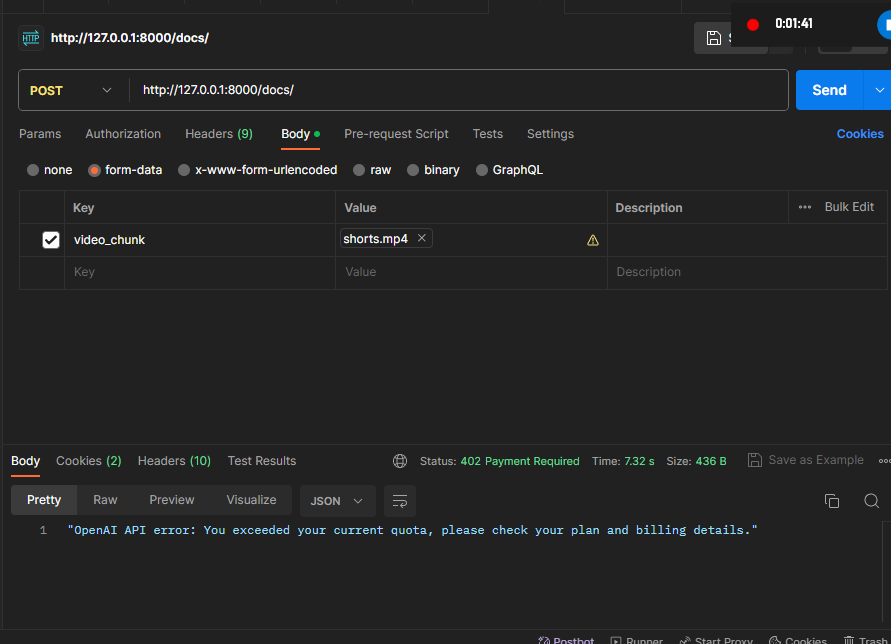 HTTP http://127.0.0.1:8000/docs/
0:01:41
POST http://127.0.0.1:8000/docs/ Send
Params Authorization Headers (9) Body Pre-request Script Tests Settings Cookies
none form-data x-www-form-urlencoded raw binary GraphQL
Key Value Description Bulk Edit
video_chunk shorts.mp4
Key Value Description
Body Cookies (2) Headers (10) Test Results Status: 402 Payment Required Time: 7.32 s Size: 436 B Save as Example
Pretty Raw Preview Visualize JSON
1 "OpenAI API error: You exceeded your current quota, please check your plan and billing details."
Postbot Runner Start Proxy Cookies Trash